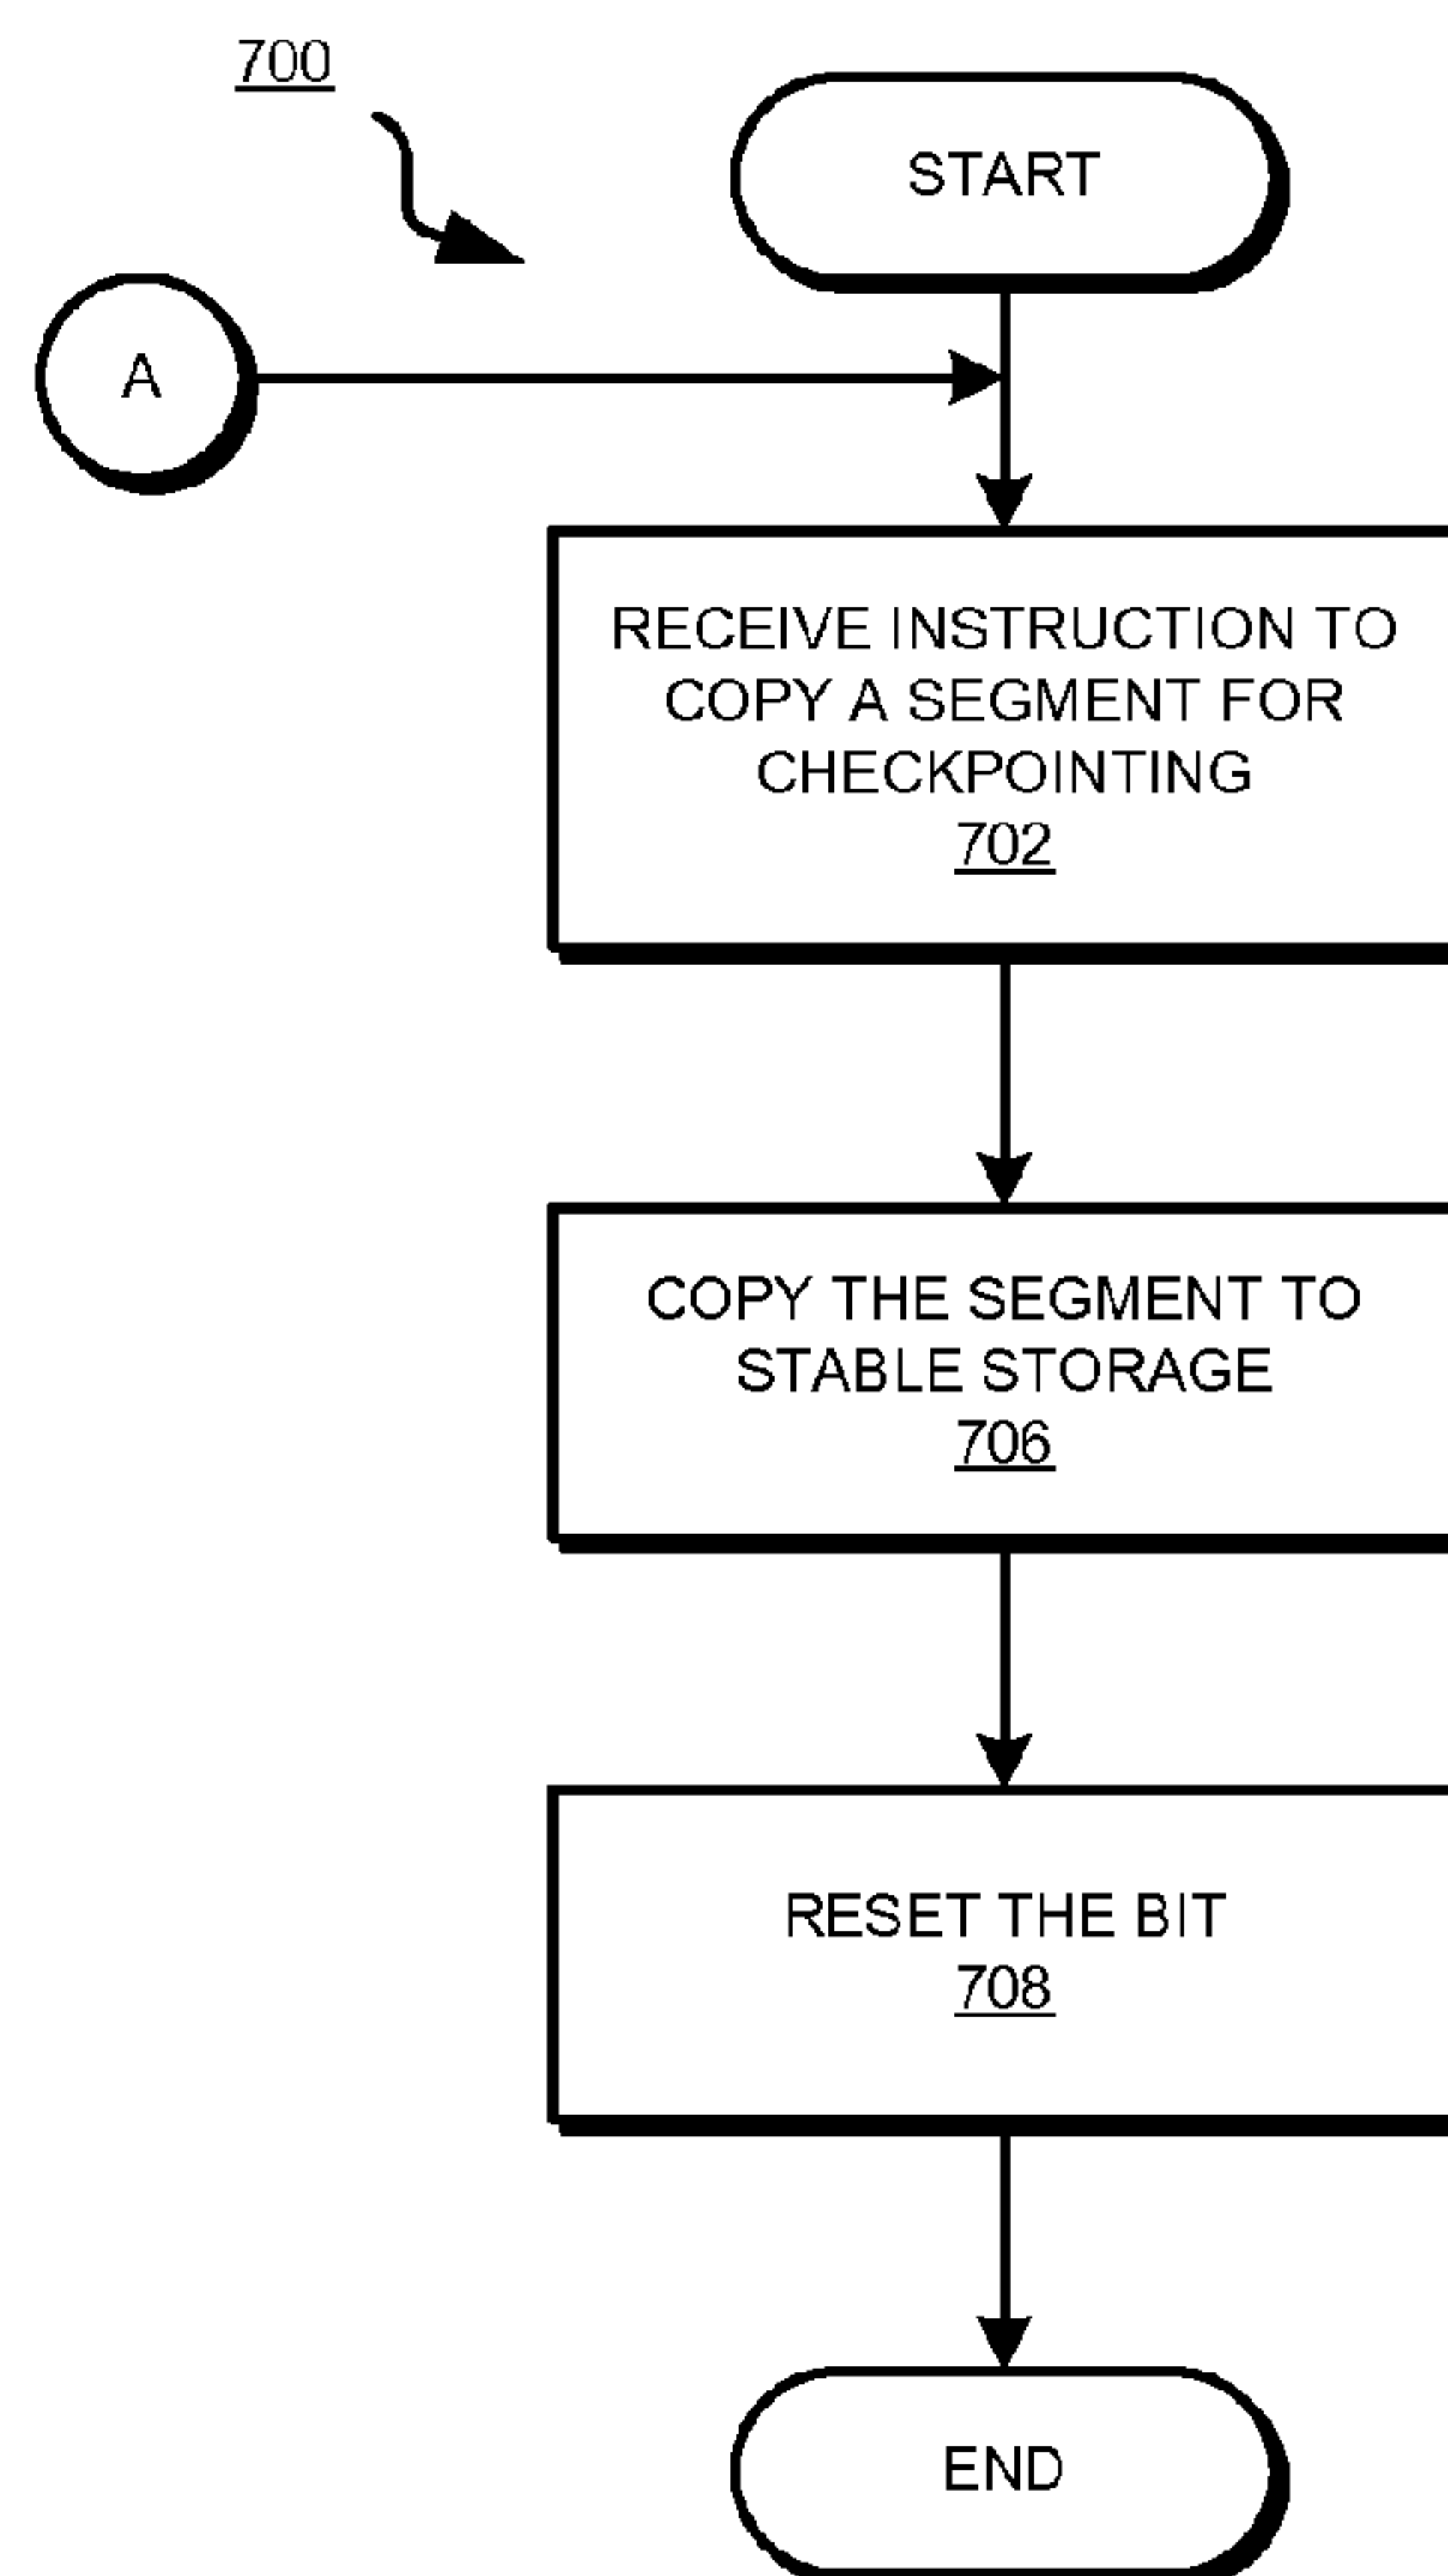 700
START
A
RECEIVE INSTRUCTION TO
COPY A SEGMENT FOR
CHECKPOINTING
702
COPY THE SEGMENT TO
STABLE STORAGE
706
RESET THE BIT
708
END